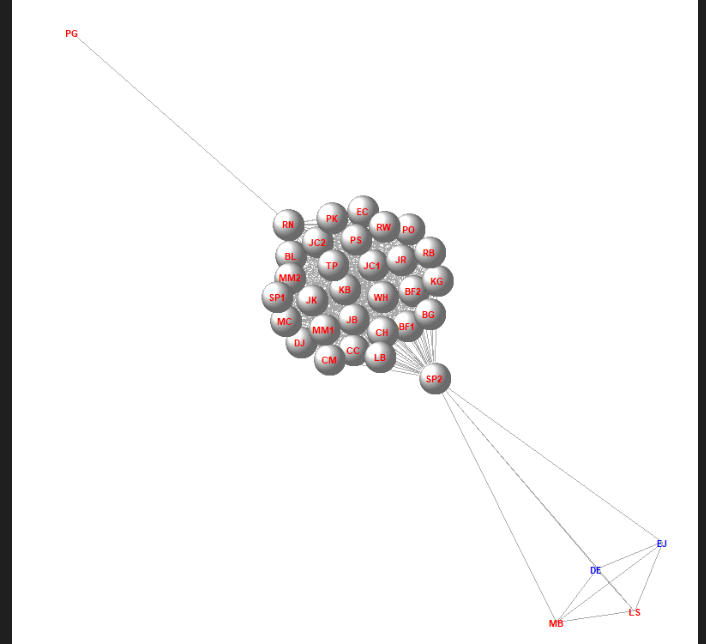 PG
EC
PK
RN
RW
PO
PS
JC2
RB
BL
JR
TP
JC1
MM2
KG
KB
BF2
SP1
WH
JK
BG
JB
MC
BF1
MM1
CH
DJ
CC
LB
CM
SP2
EJ
DE
LS
MB